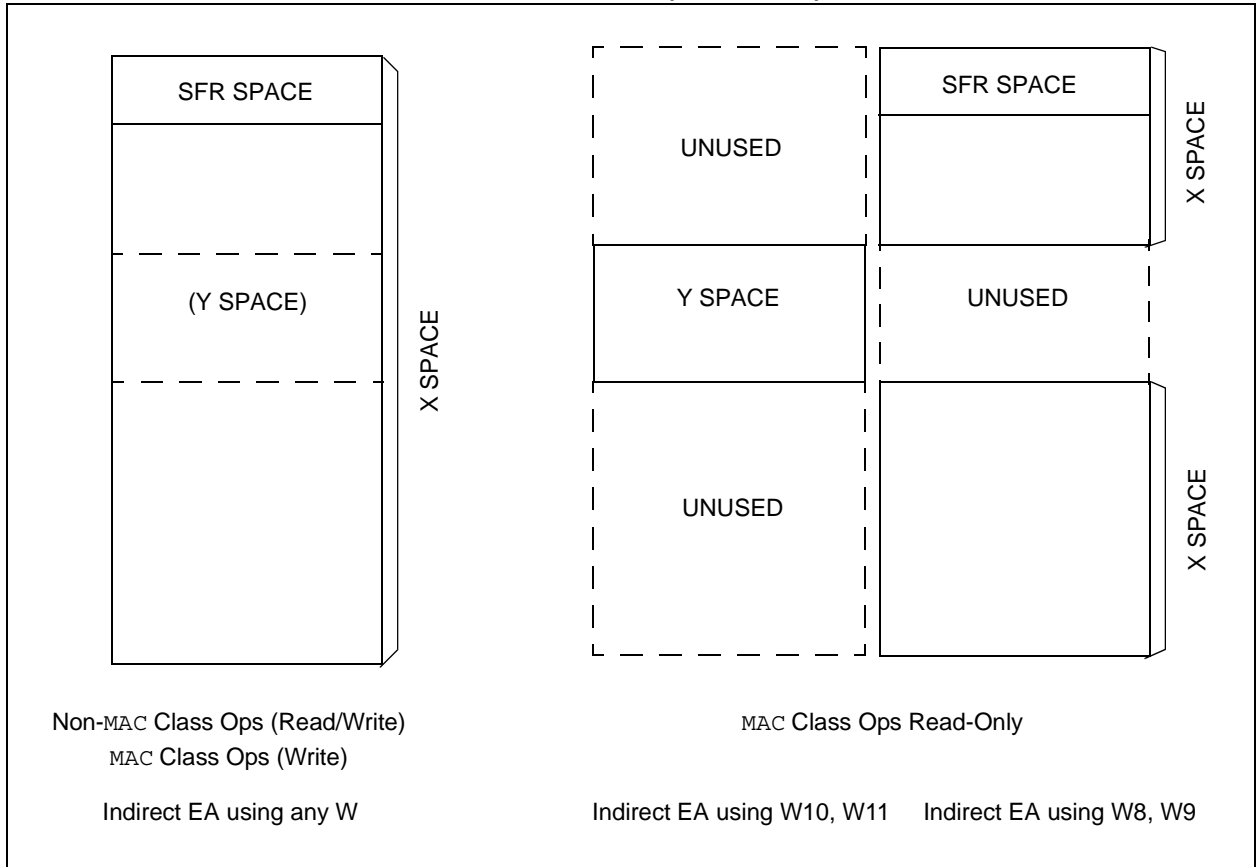 SFR SPACE
(Y SPACE)
X SPACE
Non-MAC Class Ops (Read/Write)
MAC Class Ops (Write)
Indirect EA using any W
UNUSED
Y SPACE
UNUSED
SFR SPACE
X SPACE
UNUSED
X SPACE
MAC Class Ops Read-Only
Indirect EA using W10, W11
Indirect EA using W8, W9